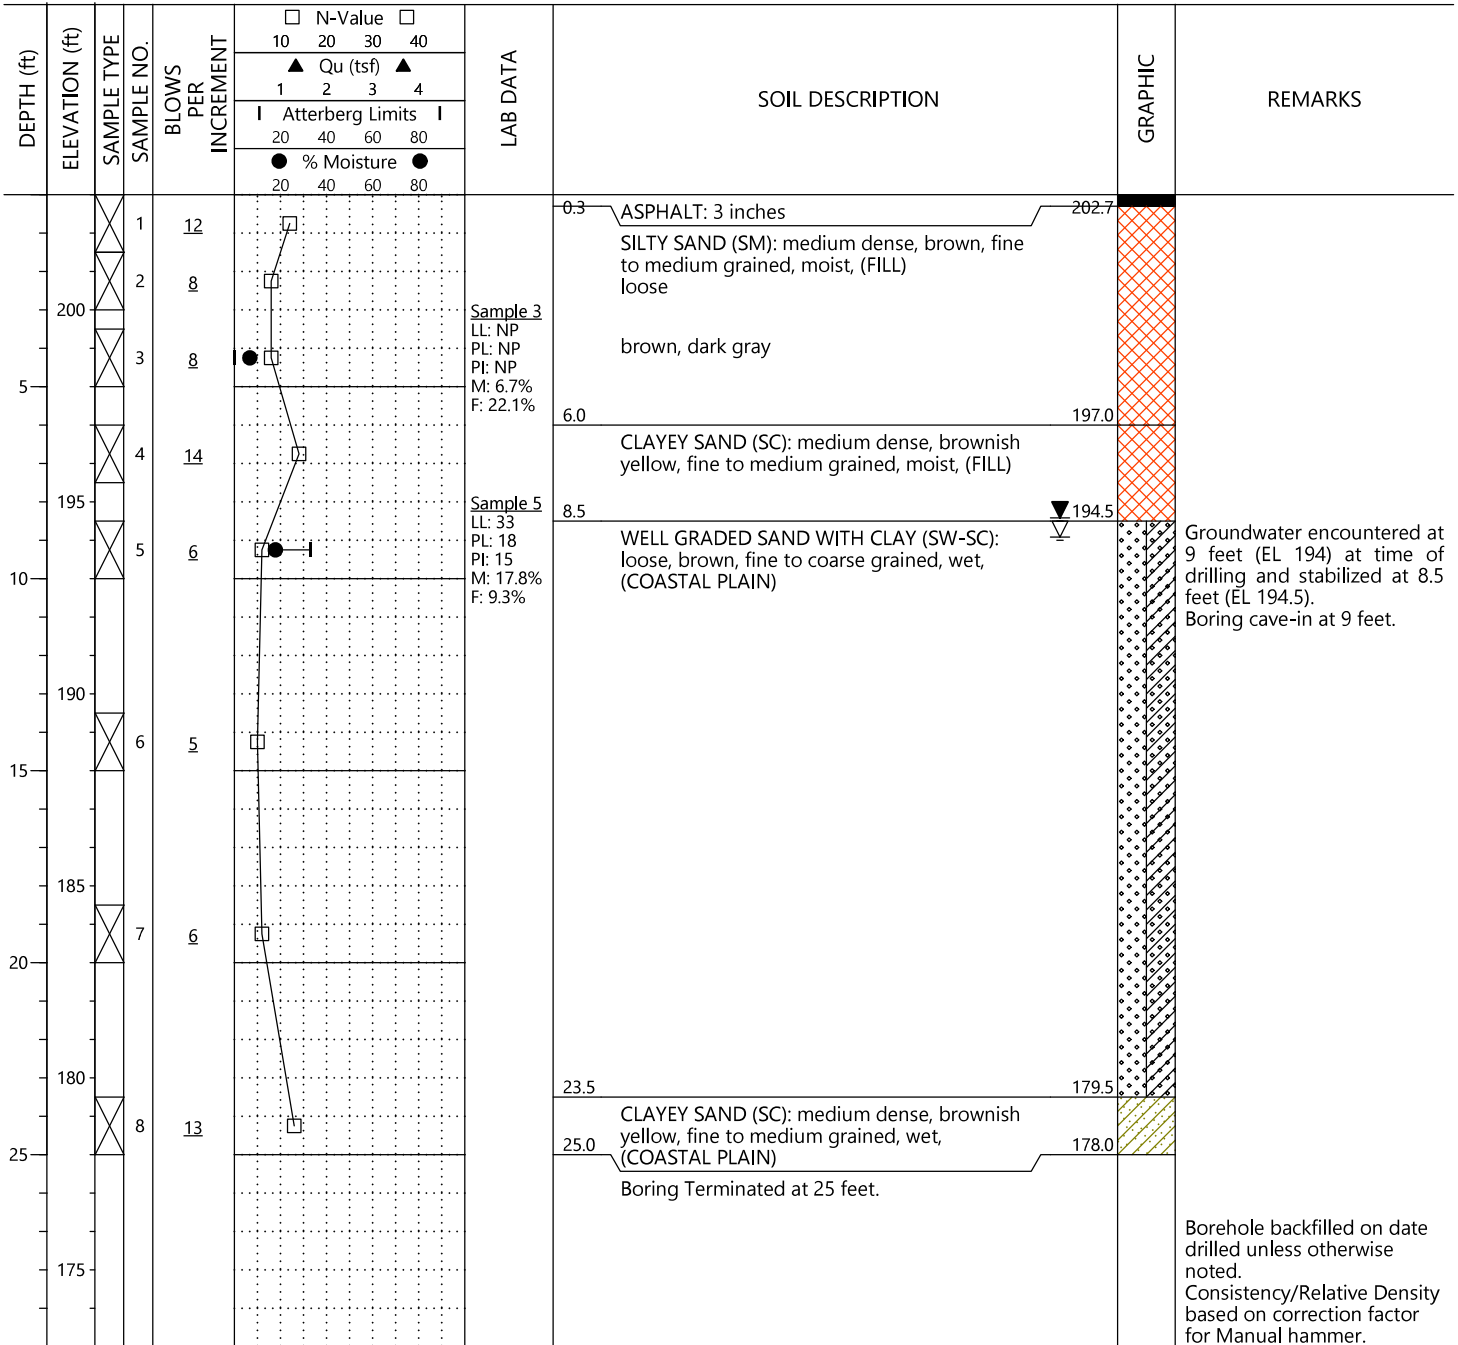 DEPTH (ft)
ELEVATION (ft)
SAMPLE TYPE
SAMPLE NO.
BLOWS
PER
INCREMENT
N-Value
10 20 30 40
▲ Qu (tsf) ▲
1 2 3 4
Atterberg Limits
20 40 60 80
● % Moisture ●
20 40 60 80
LAB DATA
SOIL DESCRIPTION
GRAPHIC
REMARKS
0.3 ASPHALT: 3 inches 202.7
1 12
SILTY SAND (SM): medium dense, brown, fine
to medium grained, moist, (FILL)
loose
2 8
200
Sample 3
LL: NP
PL: NP
PI: NP
M: 6.7%
F: 22.1%
brown, dark gray
3 8
5
6.0 197.0
CLAYEY SAND (SC): medium dense, brownish
yellow, fine to medium grained, moist, (FILL)
4 14
195
Sample 5
LL: 33
PL: 18
PI: 15
M: 17.8%
F: 9.3%
8.5 194.5
WELL GRADED SAND WITH CLAY (SW-SC):
loose, brown, fine to coarse grained, wet,
(COASTAL PLAIN)
5 6
10
Groundwater encountered at
9 feet (EL 194) at time of
drilling and stabilized at 8.5
feet (EL 194.5).
Boring cave-in at 9 feet.
190
6 5
15
185
7 6
20
180
23.5 179.5
CLAYEY SAND (SC): medium dense, brownish
yellow, fine to medium grained, wet,
(COASTAL PLAIN)
8 13
25
25.0 178.0
Boring Terminated at 25 feet.
175
Borehole backfilled on date
drilled unless otherwise
noted.
Consistency/Relative Density
based on correction factor
for Manual hammer.